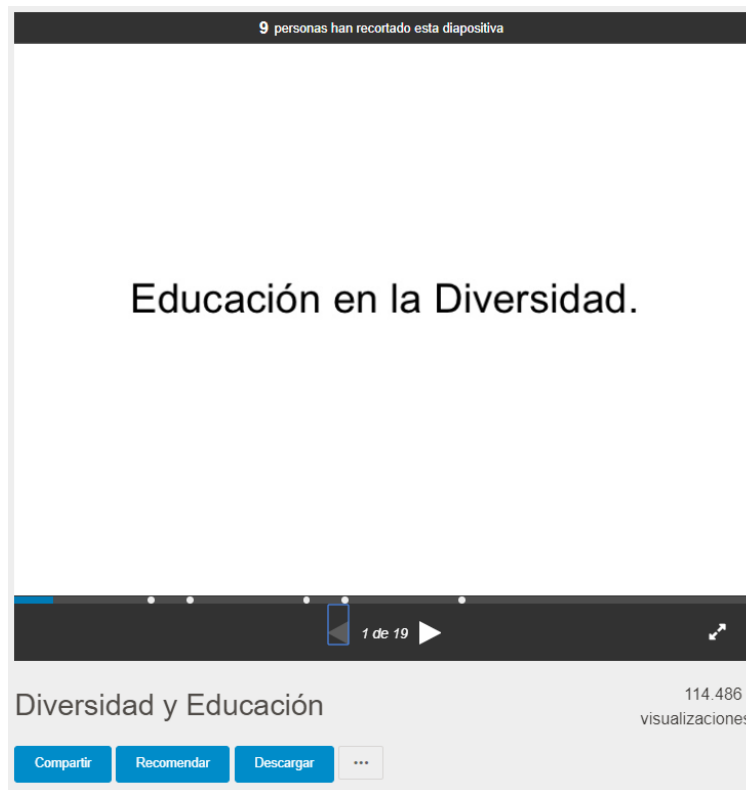 9 personas han recortado esta diapositiva
Educación en la Diversidad.
1 de 19
Diversidad y Educación
114.486
visualizaciones
Compartir
Recomendar
Descargar
...